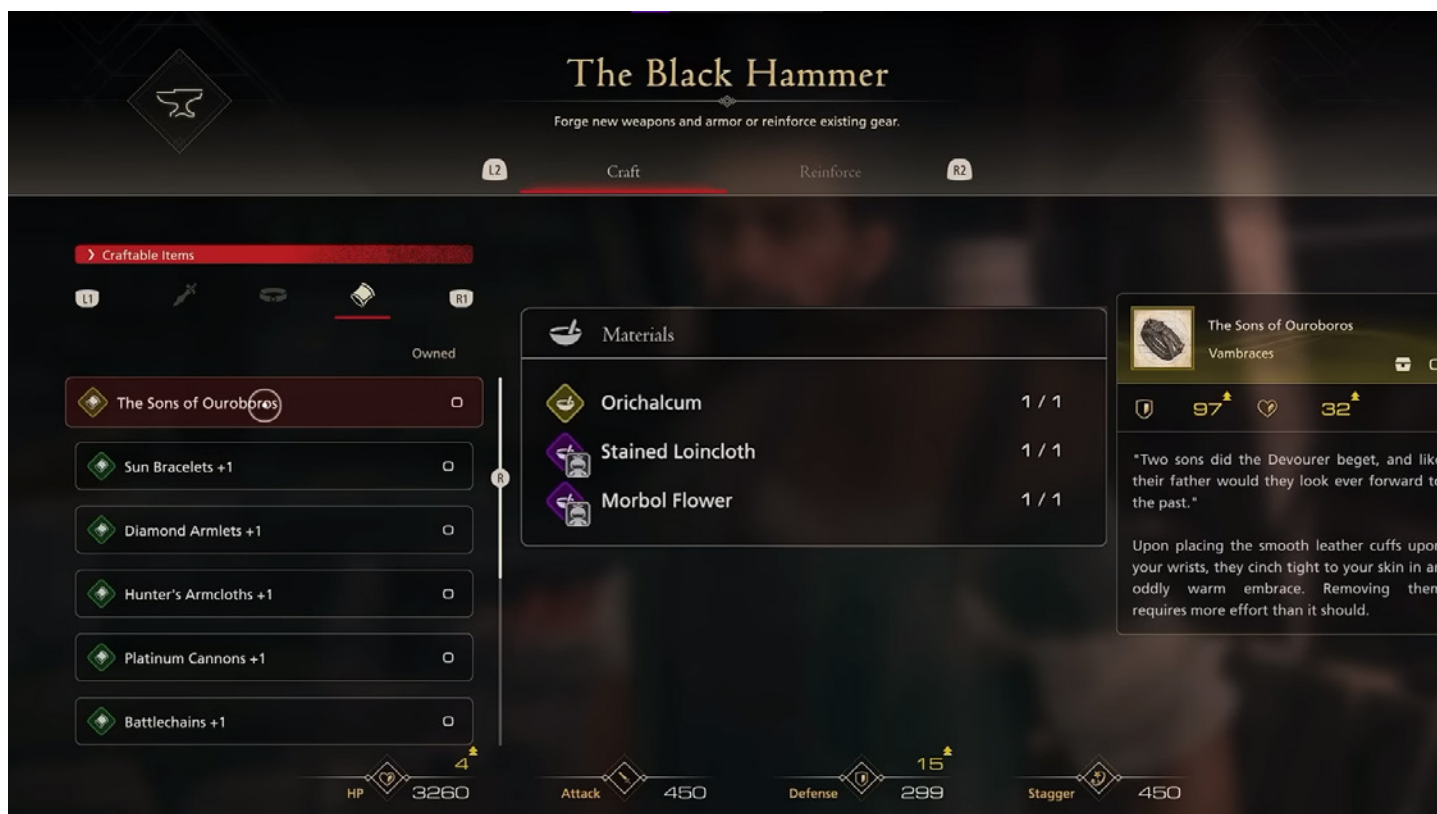 The Black Hammer
Forge new weapons and armor or reinforce existing gear.
L2 Craft Reinforce R2
Craftable Items
L1 R1
Owned
The Sons of Ouroboros 0
Sun Bracelets +1 0
Diamond Armlets +1 0
Hunter's Armcloths +1 0
Platinum Cannons +1 0
Battlechains +1 0
R
Materials
Orichalcum 1 / 1
Stained Loincloth 1 / 1
Morbol Flower 1 / 1
The Sons of Ouroboros
Vambraces
97 32
"Two sons did the Devourer beget, and like
their father would they look ever forward to
the past."
Upon placing the smooth leather cuffs upon
your wrists, they cinch tight to your skin in an
oddly warm embrace. Removing them
requires more effort than it should.
4 15
HP 3260 Attack 450 Defense 299 Stagger 450